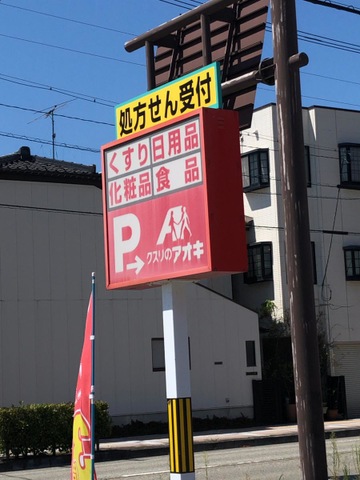 処方せん受付
くすり日用品
化粧品食品
P→
クスリのアオキ